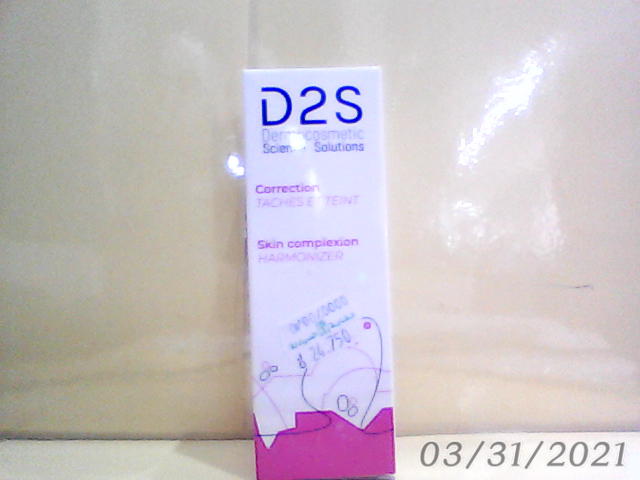 D2S
Dermocosmetic
Science Solutions
Correction
TACHES ET TEINT
Skin complexion
HARMONIZER
24.750
03/31/2021